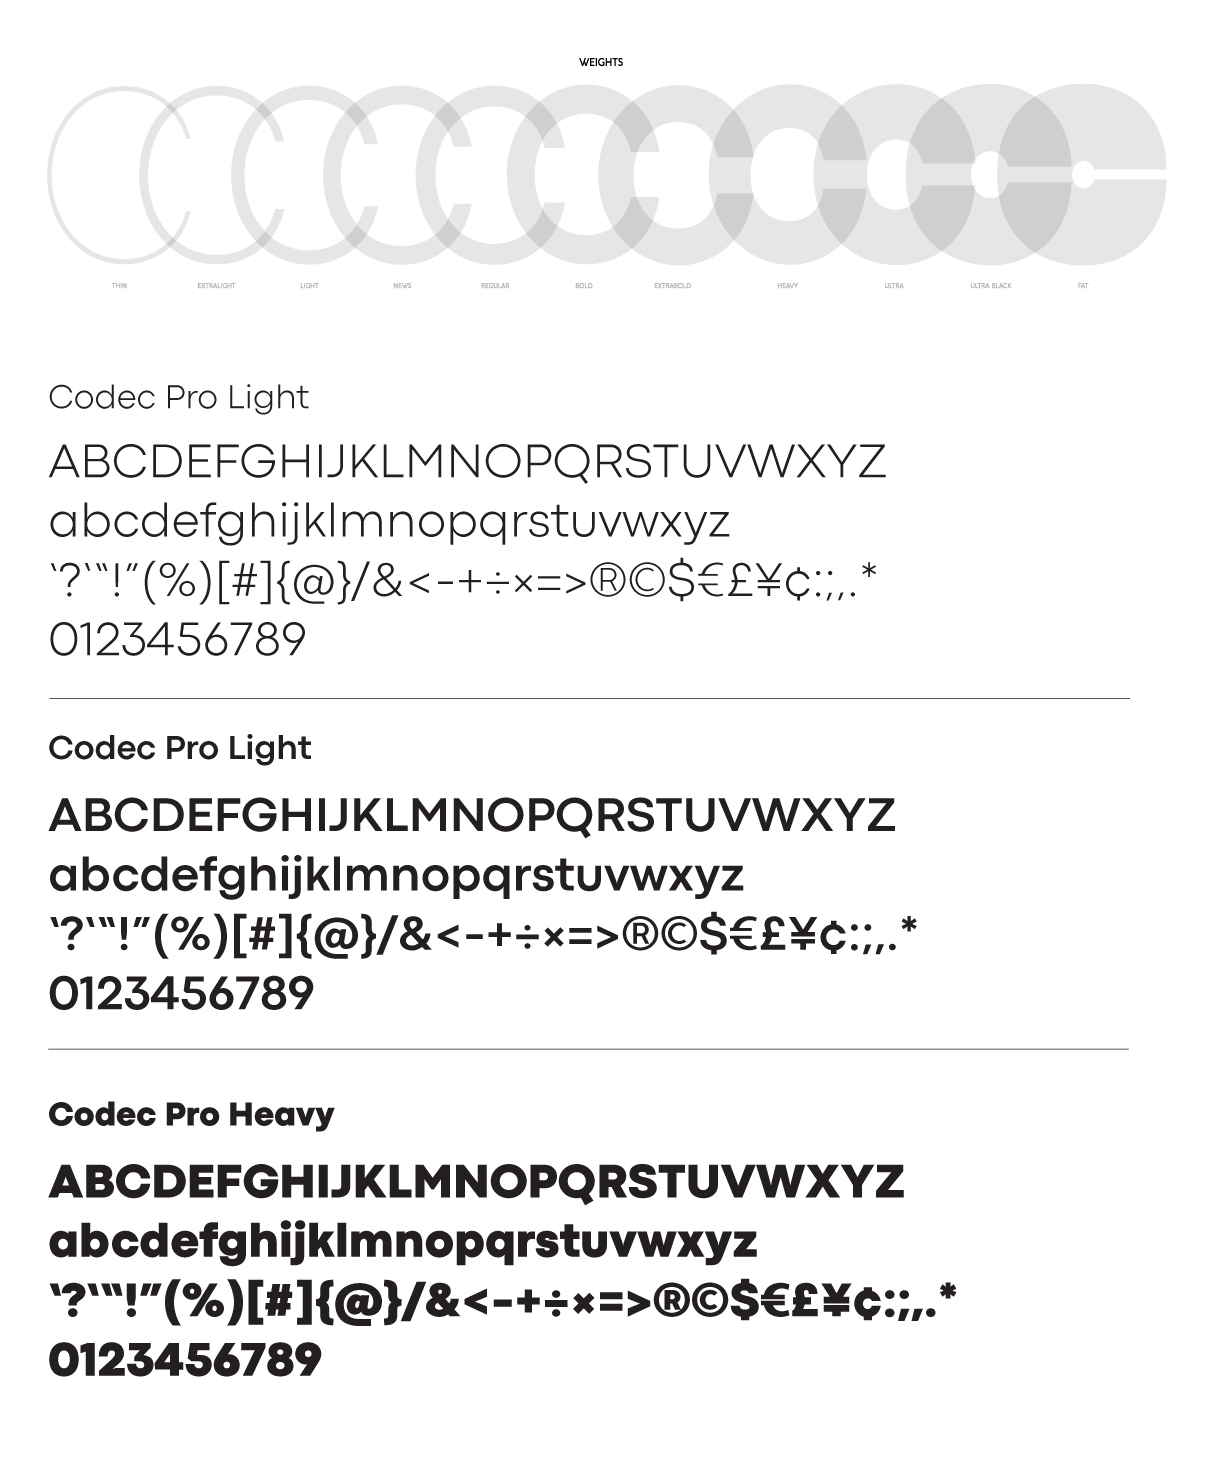 WEIGHTS
THIN EXTRALIGHT LIGHT NEWS REGULAR BOLD EXTRABOLD HEAVY ULTRA ULTRA BLACK FAT
Codec Pro Light
ABCDEFGHIJKLMNOPQRSTUVWXYZ
abcdefghijklmnopqrstuvwxyz
‘?‘“!”(%)[#]{@}/&<-+÷×=>®©$€£¥¢:;,.*
0123456789
Codec Pro Light
ABCDEFGHIJKLMNOPQRSTUVWXYZ
abcdefghijklmnopqrstuvwxyz
‘?‘“!”(%)[#]{@}/&<-+÷×=>®©$€£¥¢:;,.*
0123456789
Codec Pro Heavy
ABCDEFGHIJKLMNOPQRSTUVWXYZ
abcdefghijklmnopqrstuvwxyz
‘?‘“!”(%)[#]{@}/&<-+÷×=>®©$€£¥¢:;,.*
0123456789